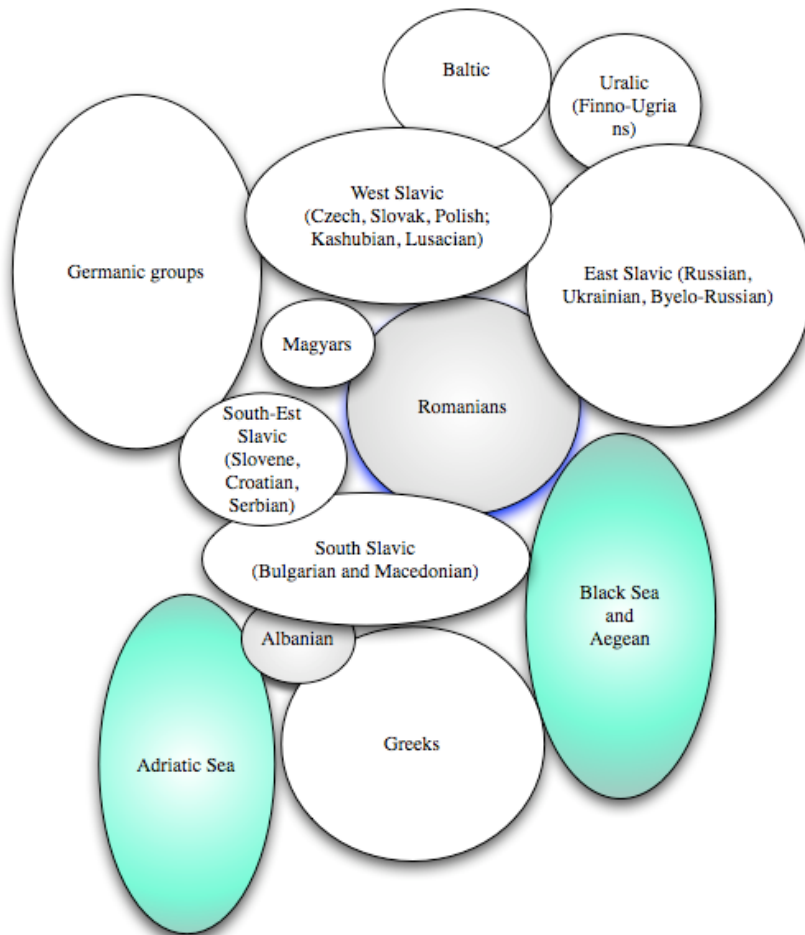 Baltic
Uralic
(Finno-Ugria
ns)
West Slavic
(Czech, Slovak, Polish;
Kashubian, Lusacian)
Germanic groups
East Slavic (Russian,
Ukrainian, Byelo-Russian)
Magyars
Romanians
South-Est
Slavic
(Slovene,
Croatian,
Serbian)
South Slavic
(Bulgarian and Macedonian)
Black Sea
and
Aegean
Albanian
Greeks
Adriatic Sea